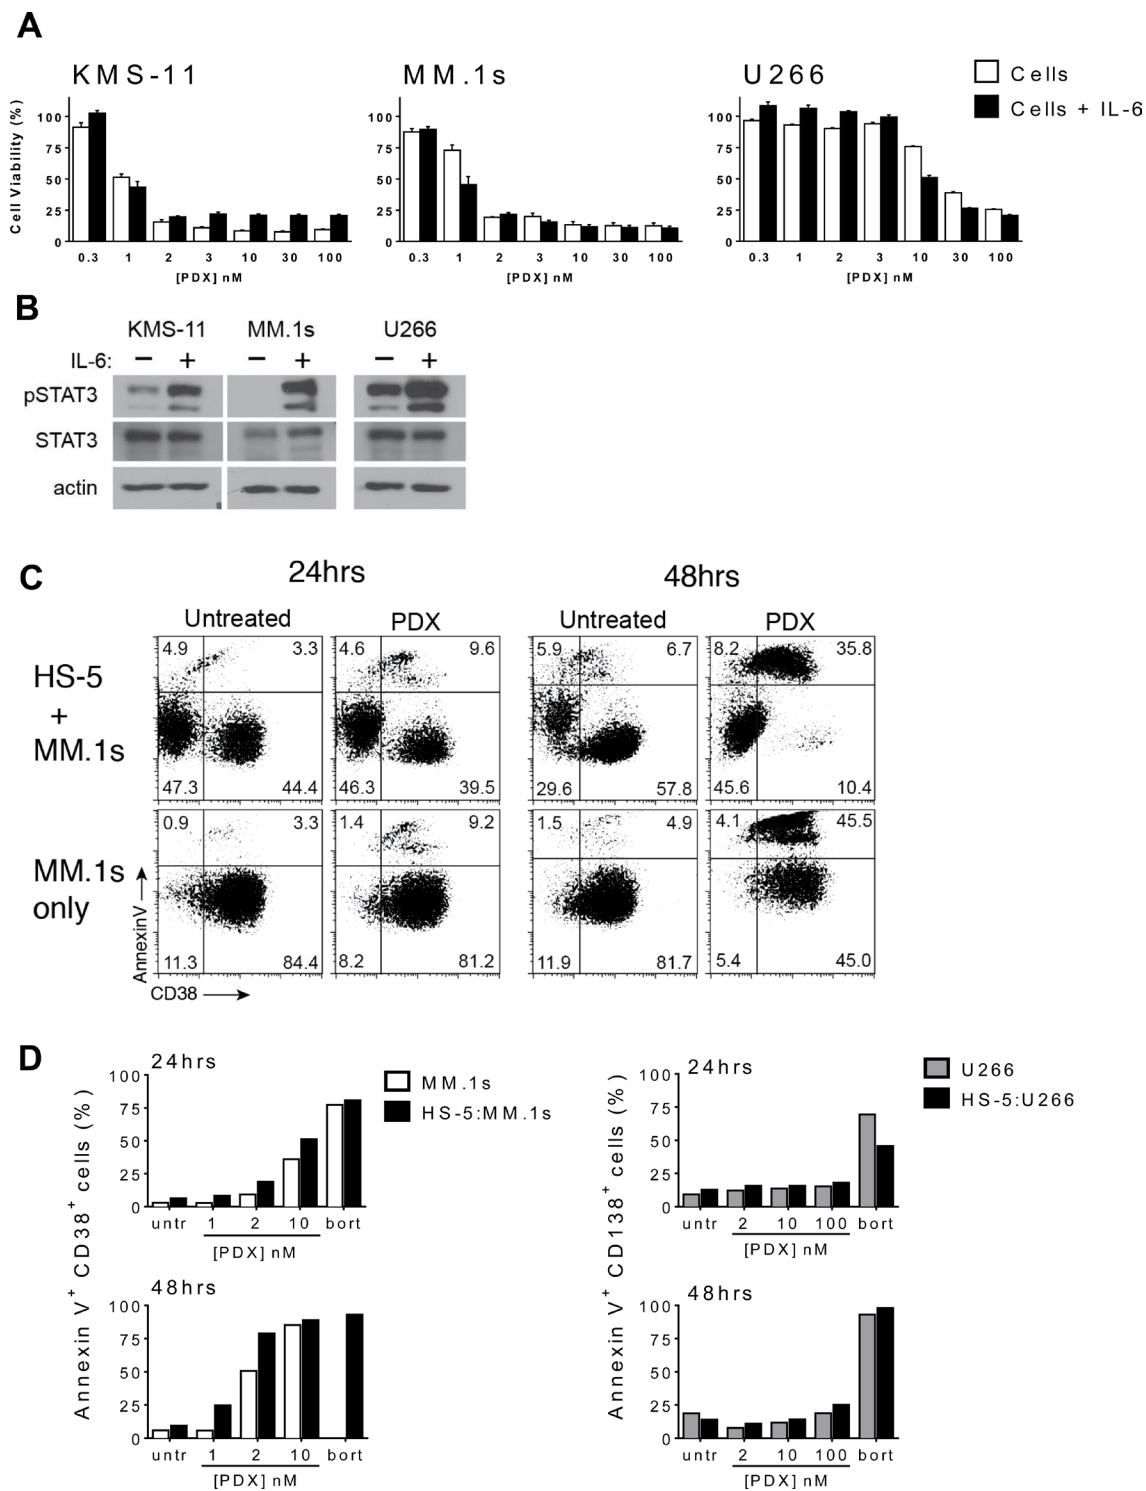 A
KMS-11
MM.1s
U266
Cells
Cells + IL-6
Cell Viability (%)
100
75
50
25
0
0.3 1 2 3 10 30 100
[PDX] nM
100
75
50
25
0
0.3 1 2 3 10 30 100
[PDX] nM
100
75
50
25
0
0.3 1 2 3 10 30 100
[PDX] nM
B
KMS-11 MM.1s U266
IL-6: − + − + − +
pSTAT3
STAT3
actin
C
24hrs 48hrs
Untreated PDX Untreated PDX
HS-5
+
MM.1s
4.9 3.3 4.6 9.6 5.9 6.7 8.2 35.8
47.3 44.4 46.3 39.5 29.6 57.8 45.6 10.4
MM.1s
only
0.9 3.3 1.4 9.2 1.5 4.9 4.1 45.5
11.3 84.4 8.2 81.2 11.9 81.7 5.4 45.0
AnnexinV
CD38
D
24hrs
Annexin V+ CD38+ cells (%)
100
75
50
25
0
untr 1 2 10 bort
[PDX] nM
MM.1s
HS-5:MM.1s
48hrs
100
75
50
25
0
untr 1 2 10 bort
[PDX] nM
24hrs
Annexin V+ CD138+ cells (%)
100
75
50
25
0
untr 2 10 100 bort
[PDX] nM
U266
HS-5:U266
48hrs
100
75
50
25
0
untr 2 10 100 bort
[PDX] nM